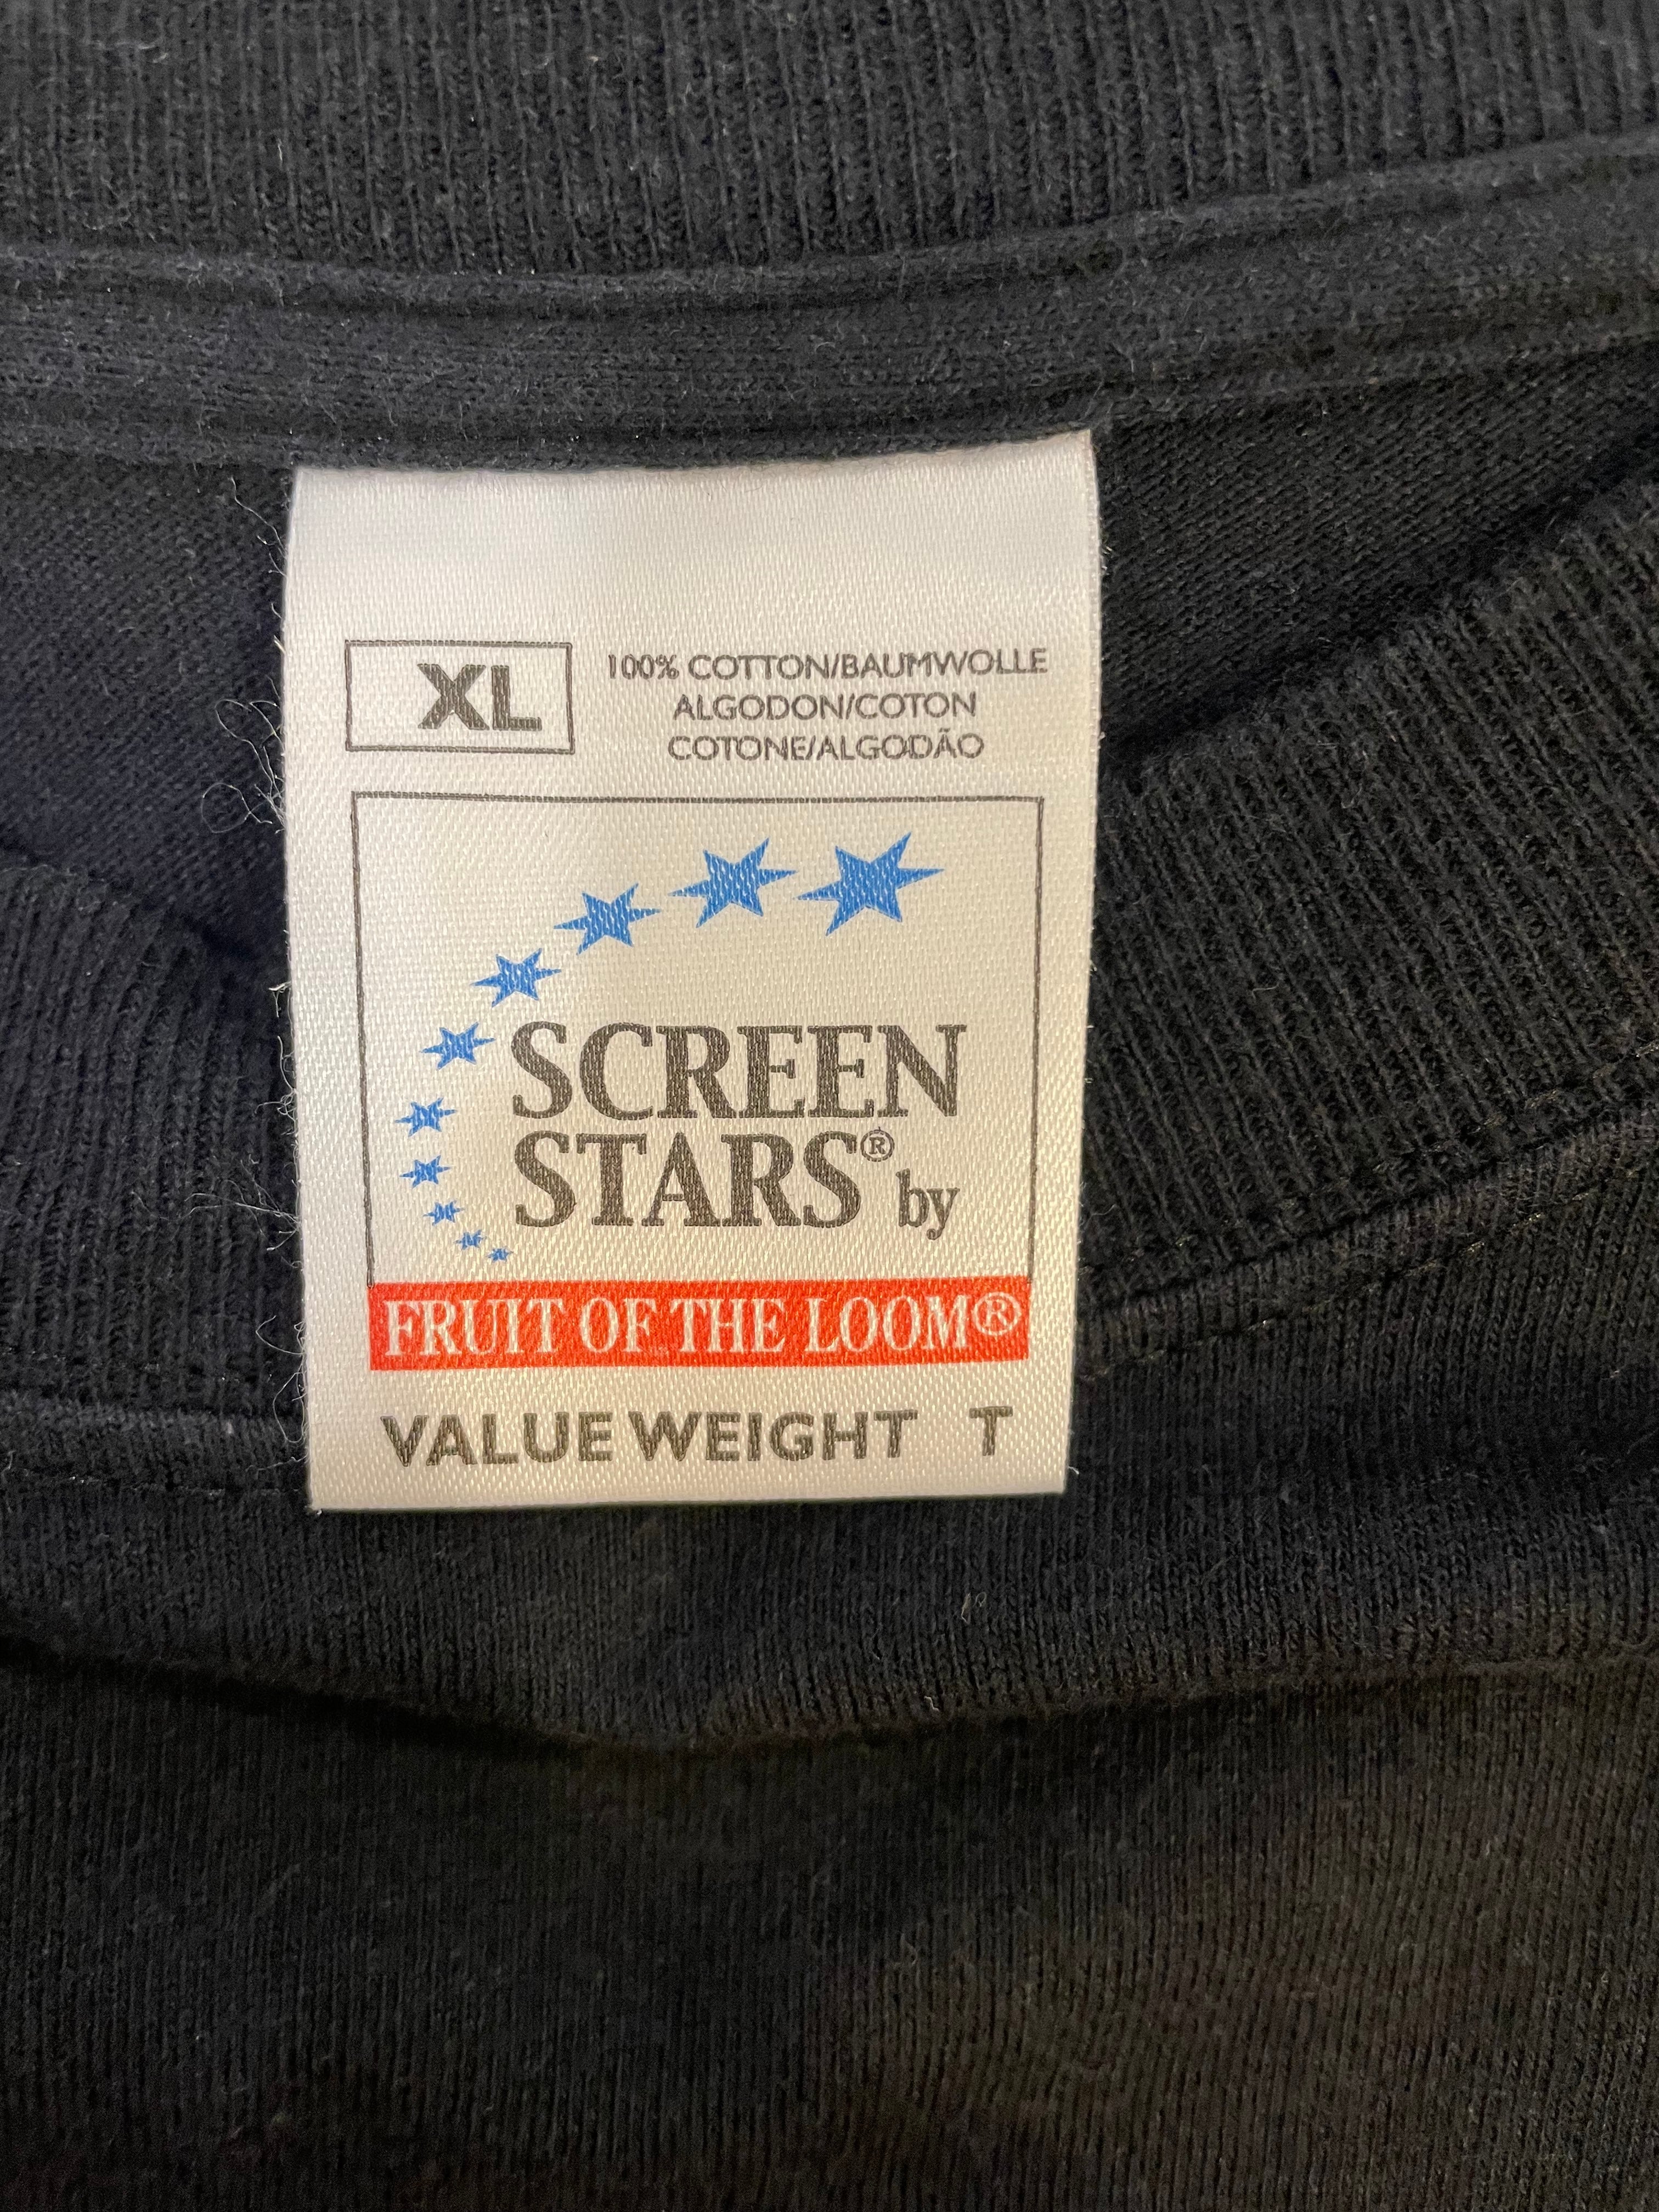 XL
100% COTTON/BAUMWOLLE
ALGODON/COTON
COTONE/ALGODÃO
SCREEN
STARS® by
FRUIT OF THE LOOM®
VALUE WEIGHT T